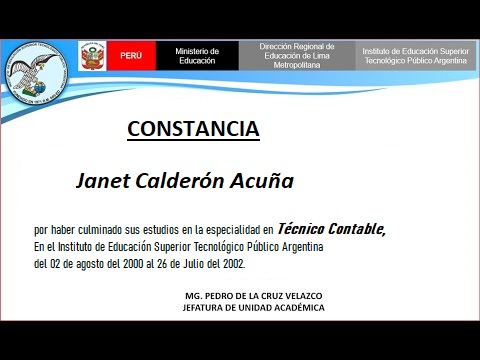 PERÚ
Ministerio de
Educación
Dirección Regional de
Educación de Lima
Metropolitana
Instituto de Educación Superior
Tecnológico Público Argentina
CONSTANCIA
Janet Calderón Acuña
por haber culminado sus estudios en la especialidad en Técnico Contable,
En el Instituto de Educación Superior Tecnológico Público Argentina
del 02 de agosto del 2000 al 26 de Julio del 2002.
MG. PEDRO DE LA CRUZ VELAZCO
JEFATURA DE UNIDAD ACADÉMICA